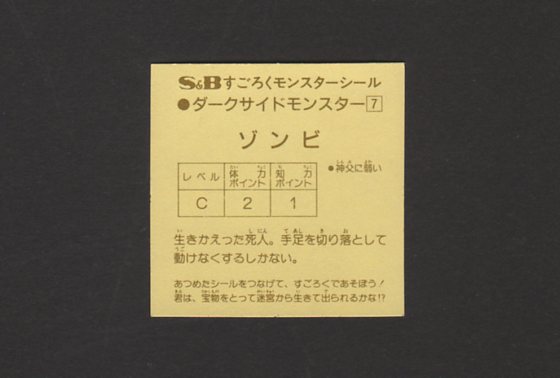 S&Bすごろくモンスターシール
●ダークサイドモンスター7
ゾンビ
レベル 体力ポイント 知力ポイント
C 2 1
●神父に弱い
生きかえった死人。手足を切り落として
動けなくするしかない。
あつめたシールをつなげて、すごろくであそぼう!
君は、宝物をとって迷宮から生きて出られるかな!?